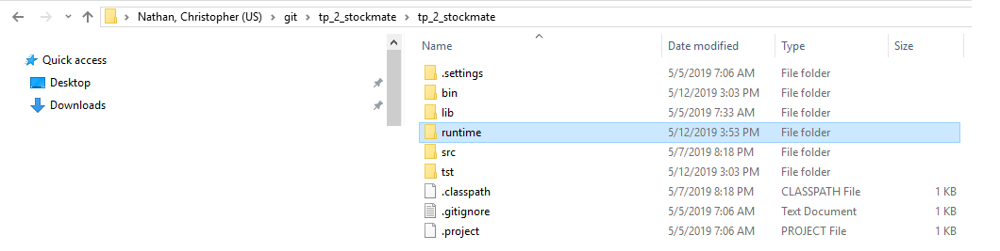 Nathan, Christopher (US) > git > tp_2_stockmate > tp_2_stockmate
Name Date modified Type Size
Quick access
Desktop
Downloads
.settings 5/5/2019 7:06 AM File folder
bin 5/12/2019 3:03 PM File folder
lib 5/5/2019 7:33 AM File folder
runtime 5/12/2019 3:53 PM File folder
src 5/7/2019 8:18 PM File folder
tst 5/12/2019 3:03 PM File folder
.classpath 5/7/2019 8:18 PM CLASSPATH File 1 KB
.gitignore 5/5/2019 7:06 AM Text Document 1 KB
.project 5/5/2019 7:06 AM PROJECT File 1 KB